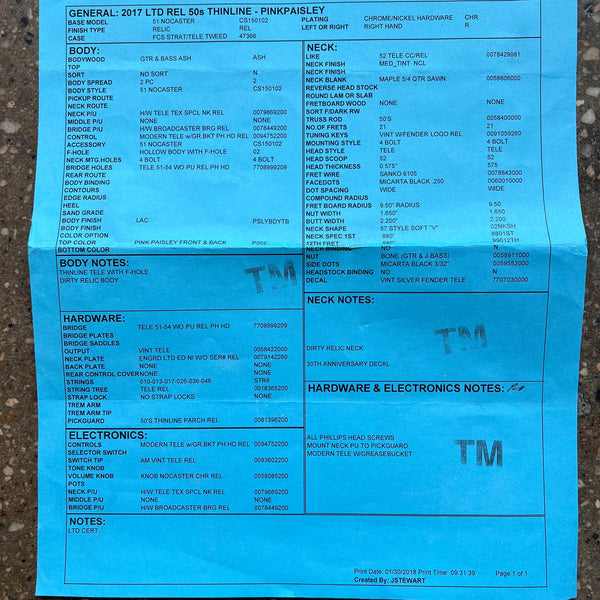 GENERAL: 2017 LTD REL 50s THINLINE - PINKPAISLEY
BASE MODEL 51 NOCASTER CS150102 PLATING CHROME/NICKEL HARDWARE CHR
FINISH TYPE RELIC REL LEFT OR RIGHT RIGHT HAND R
CASE FCS STRAT/TELE TWEED 47366
BODY:
BODYWOOD GTR & BASS ASH ASH
TOP
SORT NO SORT N
BODY SPREAD 2 PC 2
BODY STYLE 51 NOCASTER CS150102
PICKUP ROUTE
NECK ROUTE
NECK P/U H/W TELE TEX SPCL NK REL 0079669200
MIDDLE P/U NONE NONE
BRIDGE P/U H/W BROADCASTER BRG REL 0078449200
CONTROL MODERN TELE w/GR.BKT PH HD REL 0094752200
ACCESSORY 51 NOCASTER CS150102
F-HOLE HOLLOW BODY WITH F-HOLE 02
NECK MTG.HOLES 4 BOLT 4 BOLT
BRIDGE HOLES TELE 51-54 WO PU REL PH HD 7708999209
REAR ROUTE
BODY BINDING
CONTOURS
EDGE RADIUS
HEEL
SAND GRADE
BODY FINISH LAC PSLYBDYTB
BODY FINISH
COLOR OPTION
TOP COLOR PINK PAISLEY FRONT & BACK P002
BOTTOM COLOR
NECK:
LIKE 52 TELE CC/REL 0078429981
NECK FINISH MED_TINT NCL
NECK FINISH
NECK BLANK MAPLE 5/4 QTR SAWN 0058606000
REVERSE HEAD STOCK
ROUND LAM OR SLAB
FRETBOARD WOOD NONE NONE
SORT F/DARK RW
TRUSS ROD 50'S 0058400000
NO.OF FRETS 21 21
TUNING KEYS VINT W/FENDER LOGO REL 0091059260
MOUNTING STYLE 4 BOLT 4 BOLT
HEAD STYLE TELE TELE
HEAD SCOOP 52 52
HEAD THICKNESS 0.575" 575
FRET WIRE SANKO 6105 0078843000
FACEDOTS MICARTA BLACK .250 0060010000
DOT SPACING WIDE WIDE
COMPOUND RADIUS
FRET BOARD RADIUS 9.50" RADIUS 9.50
NUT WIDTH 1.650" 1.650
BUTT WIDTH 2.200" 2.200
NECK SHAPE 57 STYLE SOFT "V" 02NKSH
NECK SPEC 1ST .880" 8801ST
12TH FRET .990" 99012TH
NECK BINDING NO
NUT BONE (GTR & J-BASS) 0058911000
SIDE DOTS MICARTA BLACK 3/32" 0059552000
HEADSTOCK BINDING NO N
DECAL VINT SILVER FENDER TELE 7707030000
BODY NOTES:
THINLINE TELE WITH F-HOLE
DIRTY RELIC BODY
TM
NECK NOTES:
TM
DIRTY RELIC NECK
30TH ANNIVERSARY DECAL
HARDWARE:
BRIDGE TELE 51-54 WO PU REL PH HD 7708999209
BRIDGE PLATES
BRIDGE SADDLES
OUTPUT VINT TELE 0058422000
NECK PLATE ENGRD LTD ED NI.W/O SER# REL 0079142260
BACK PLATE NONE NONE
REAR CONTROL COVER NONE NONE
STRINGS 010-013-017-026-036-046 STR6
STRING TREE TELE REL 0018365200
STRAP LOCK NO STRAP LOCKS NONE
TREM ARM
TREM ARM TIP
PICKGUARD 50'S THINLINE PARCH REL 0081396200
HARDWARE & ELECTRONICS NOTES:
ALL PHILLIPS HEAD SCREWS
MOUNT NECK PU TO PICKGUARD
MODERN TELE W/GREASEBUCKET
TM
ELECTRONICS:
CONTROLS MODERN TELE w/GR.BKT PH.HD REL 0094752200
SELECTOR SWITCH
SWITCH TIP AM VINT TELE REL 0093602200
TONE KNOB
VOLUME KNOB KNOB NOCASTER CHR REL 0058085200
POTS
NECK P/U H/W TELE TEX SPCL NK REL 0079669200
MIDDLE P/U NONE NONE
BRIDGE P/U H/W BROADCASTER BRG REL 0078449200
NOTES:
LTD CERT
Print Date: 01/30/2018 Print Time: 09:31:39 Page 1 of 1
Created By: JSTEWART